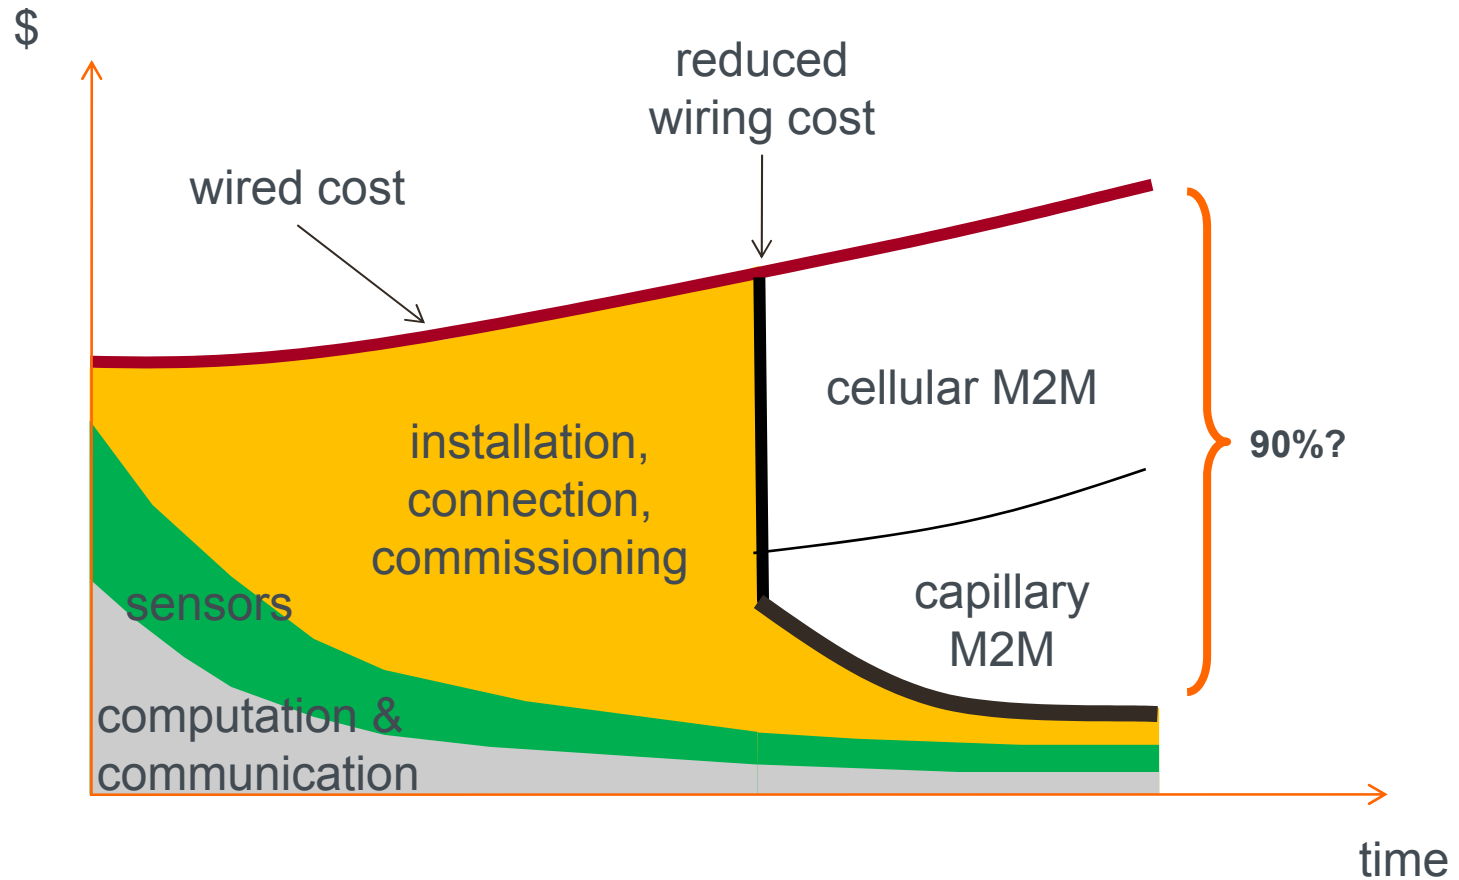 $
reduced
wiring cost
wired cost
cellular M2M
installation,
connection,
commissioning
90%?
sensors
capillary
M2M
computation &
communication
time